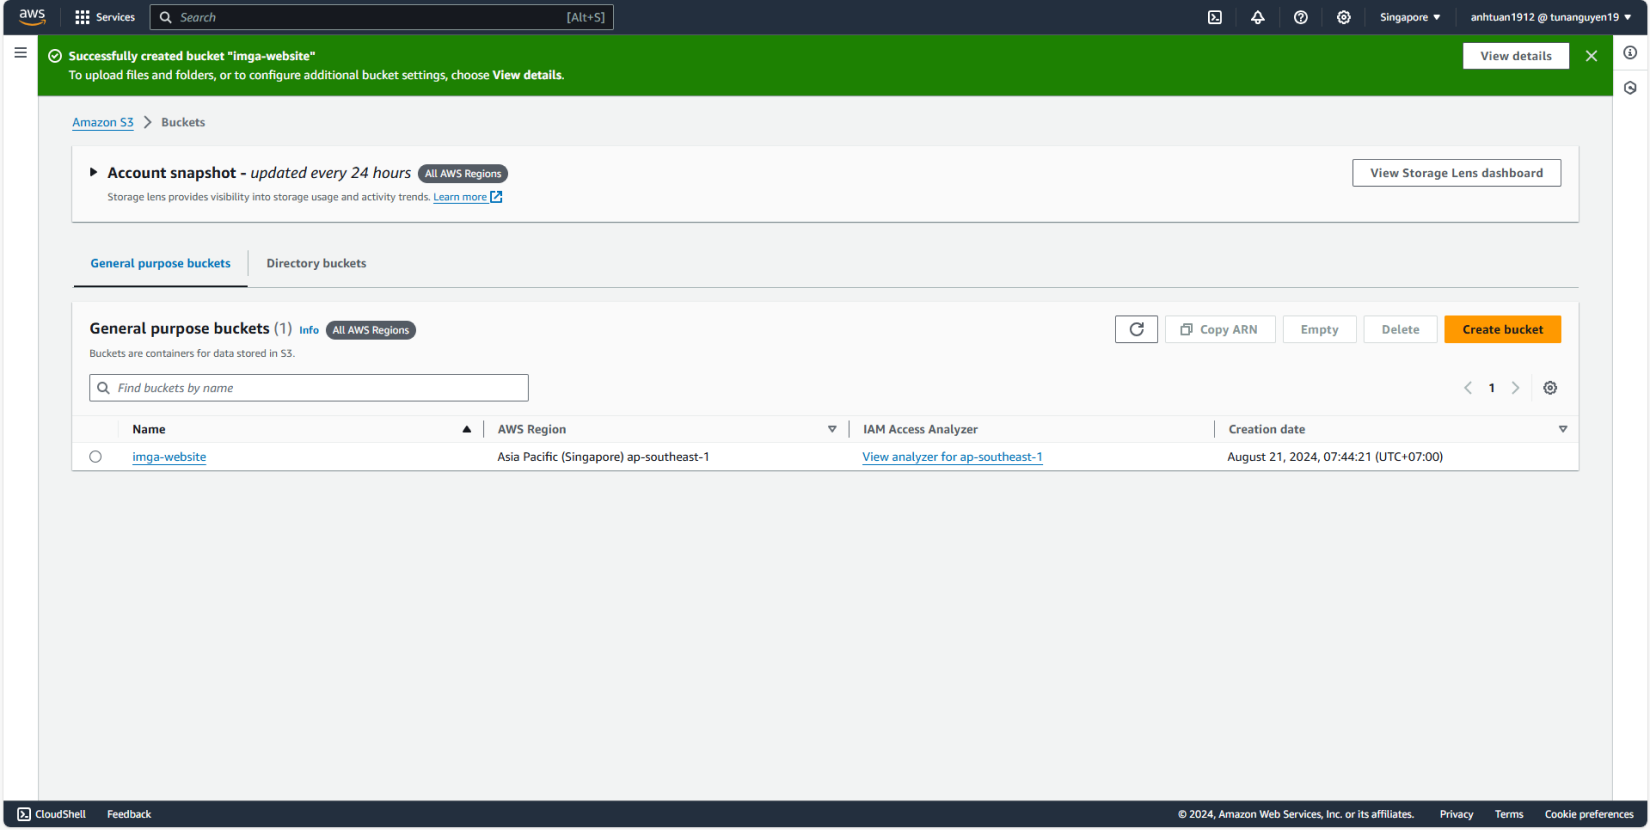 aws Services Search [Alt+S] Singapore ▼ anhtuan1912 @ tunanguyen19 ▼
Successfully created bucket "imga-website"
To upload files and folders, or to configure additional bucket settings, choose View details.
View details
Amazon S3 > Buckets
Account snapshot - updated every 24 hours All AWS Regions
Storage lens provides visibility into storage usage and activity trends. Learn more
View Storage Lens dashboard
General purpose buckets Directory buckets
General purpose buckets (1) Info All AWS Regions
Buckets are containers for data stored in S3.
Copy ARN Empty Delete Create bucket
Find buckets by name
1
Name AWS Region IAM Access Analyzer Creation date
imga-website Asia Pacific (Singapore) ap-southeast-1 View analyzer for ap-southeast-1 August 21, 2024, 07:44:21 (UTC+07:00)
CloudShell Feedback © 2024, Amazon Web Services, Inc. or its affiliates. Privacy Terms Cookie preferences